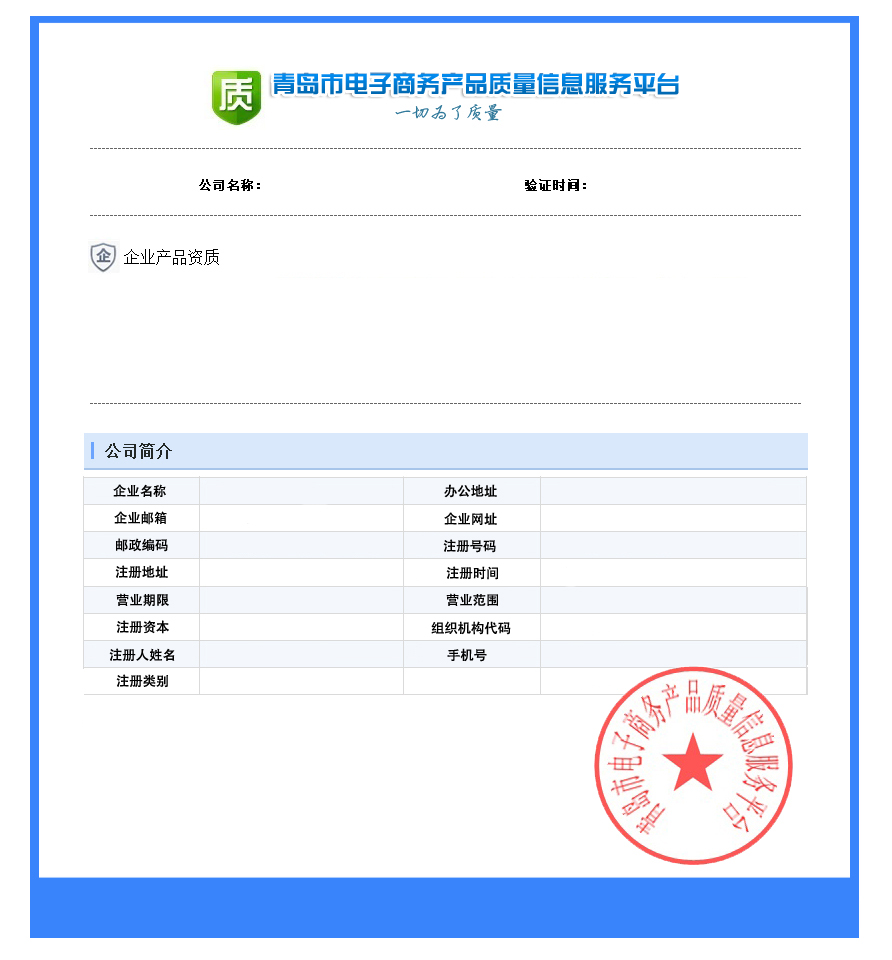 质 青岛市电子商务产品质量信息服务平台
一切为了质量
公司名称： 验证时间：
企 企业产品资质
公司简介
企业名称 办公地址
企业邮箱 企业网址
邮政编码 注册号码
注册地址 注册时间
营业期限 营业范围
注册资本 组织机构代码
注册人姓名 手机号
注册类别
青岛市电子商务产品质量信息服务平台